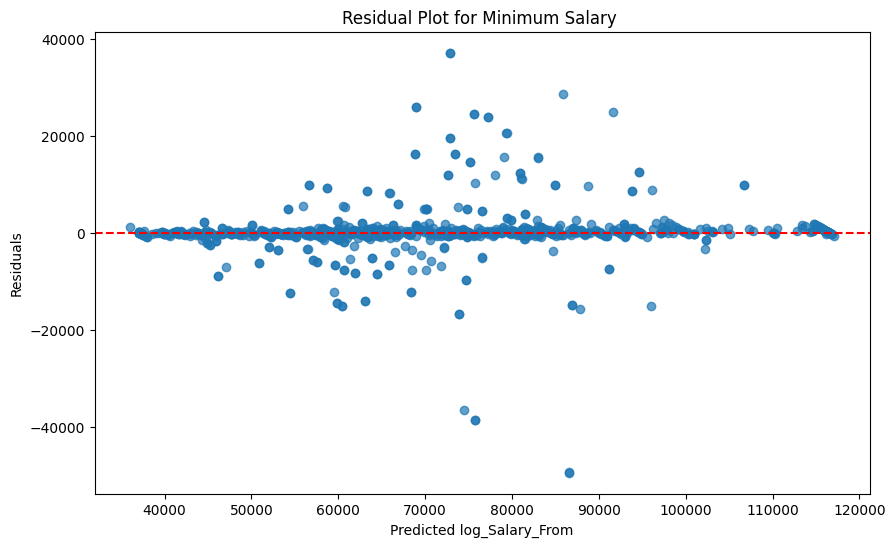 Residual Plot for Minimum Salary
40000
20000
0
−20000
−40000
Residuals
40000 50000 60000 70000 80000 90000 100000 110000 120000
Predicted log_Salary_From